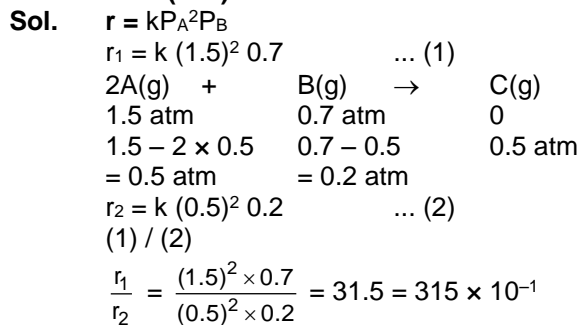 Sol. r = kPA²PB
r₁ = k (1.5)² 0.7 ... (1)
2A(g) + B(g) → C(g)
1.5 atm 0.7 atm 0
1.5 – 2 × 0.5 0.7 – 0.5 0.5 atm
= 0.5 atm = 0.2 atm
r₂ = k (0.5)² 0.2 ... (2)
(1) / (2)
r₁/r₂ = (1.5)² × 0.7 / (0.5)² × 0.2 = 31.5 = 315 × 10⁻¹